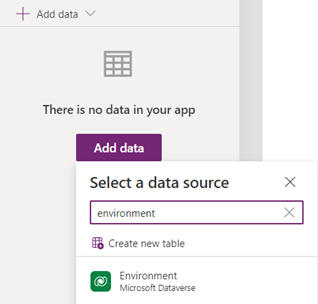 Add data
There is no data in your app
Add data
Select a data source
environment
Create new table
Environment
Microsoft Dataverse